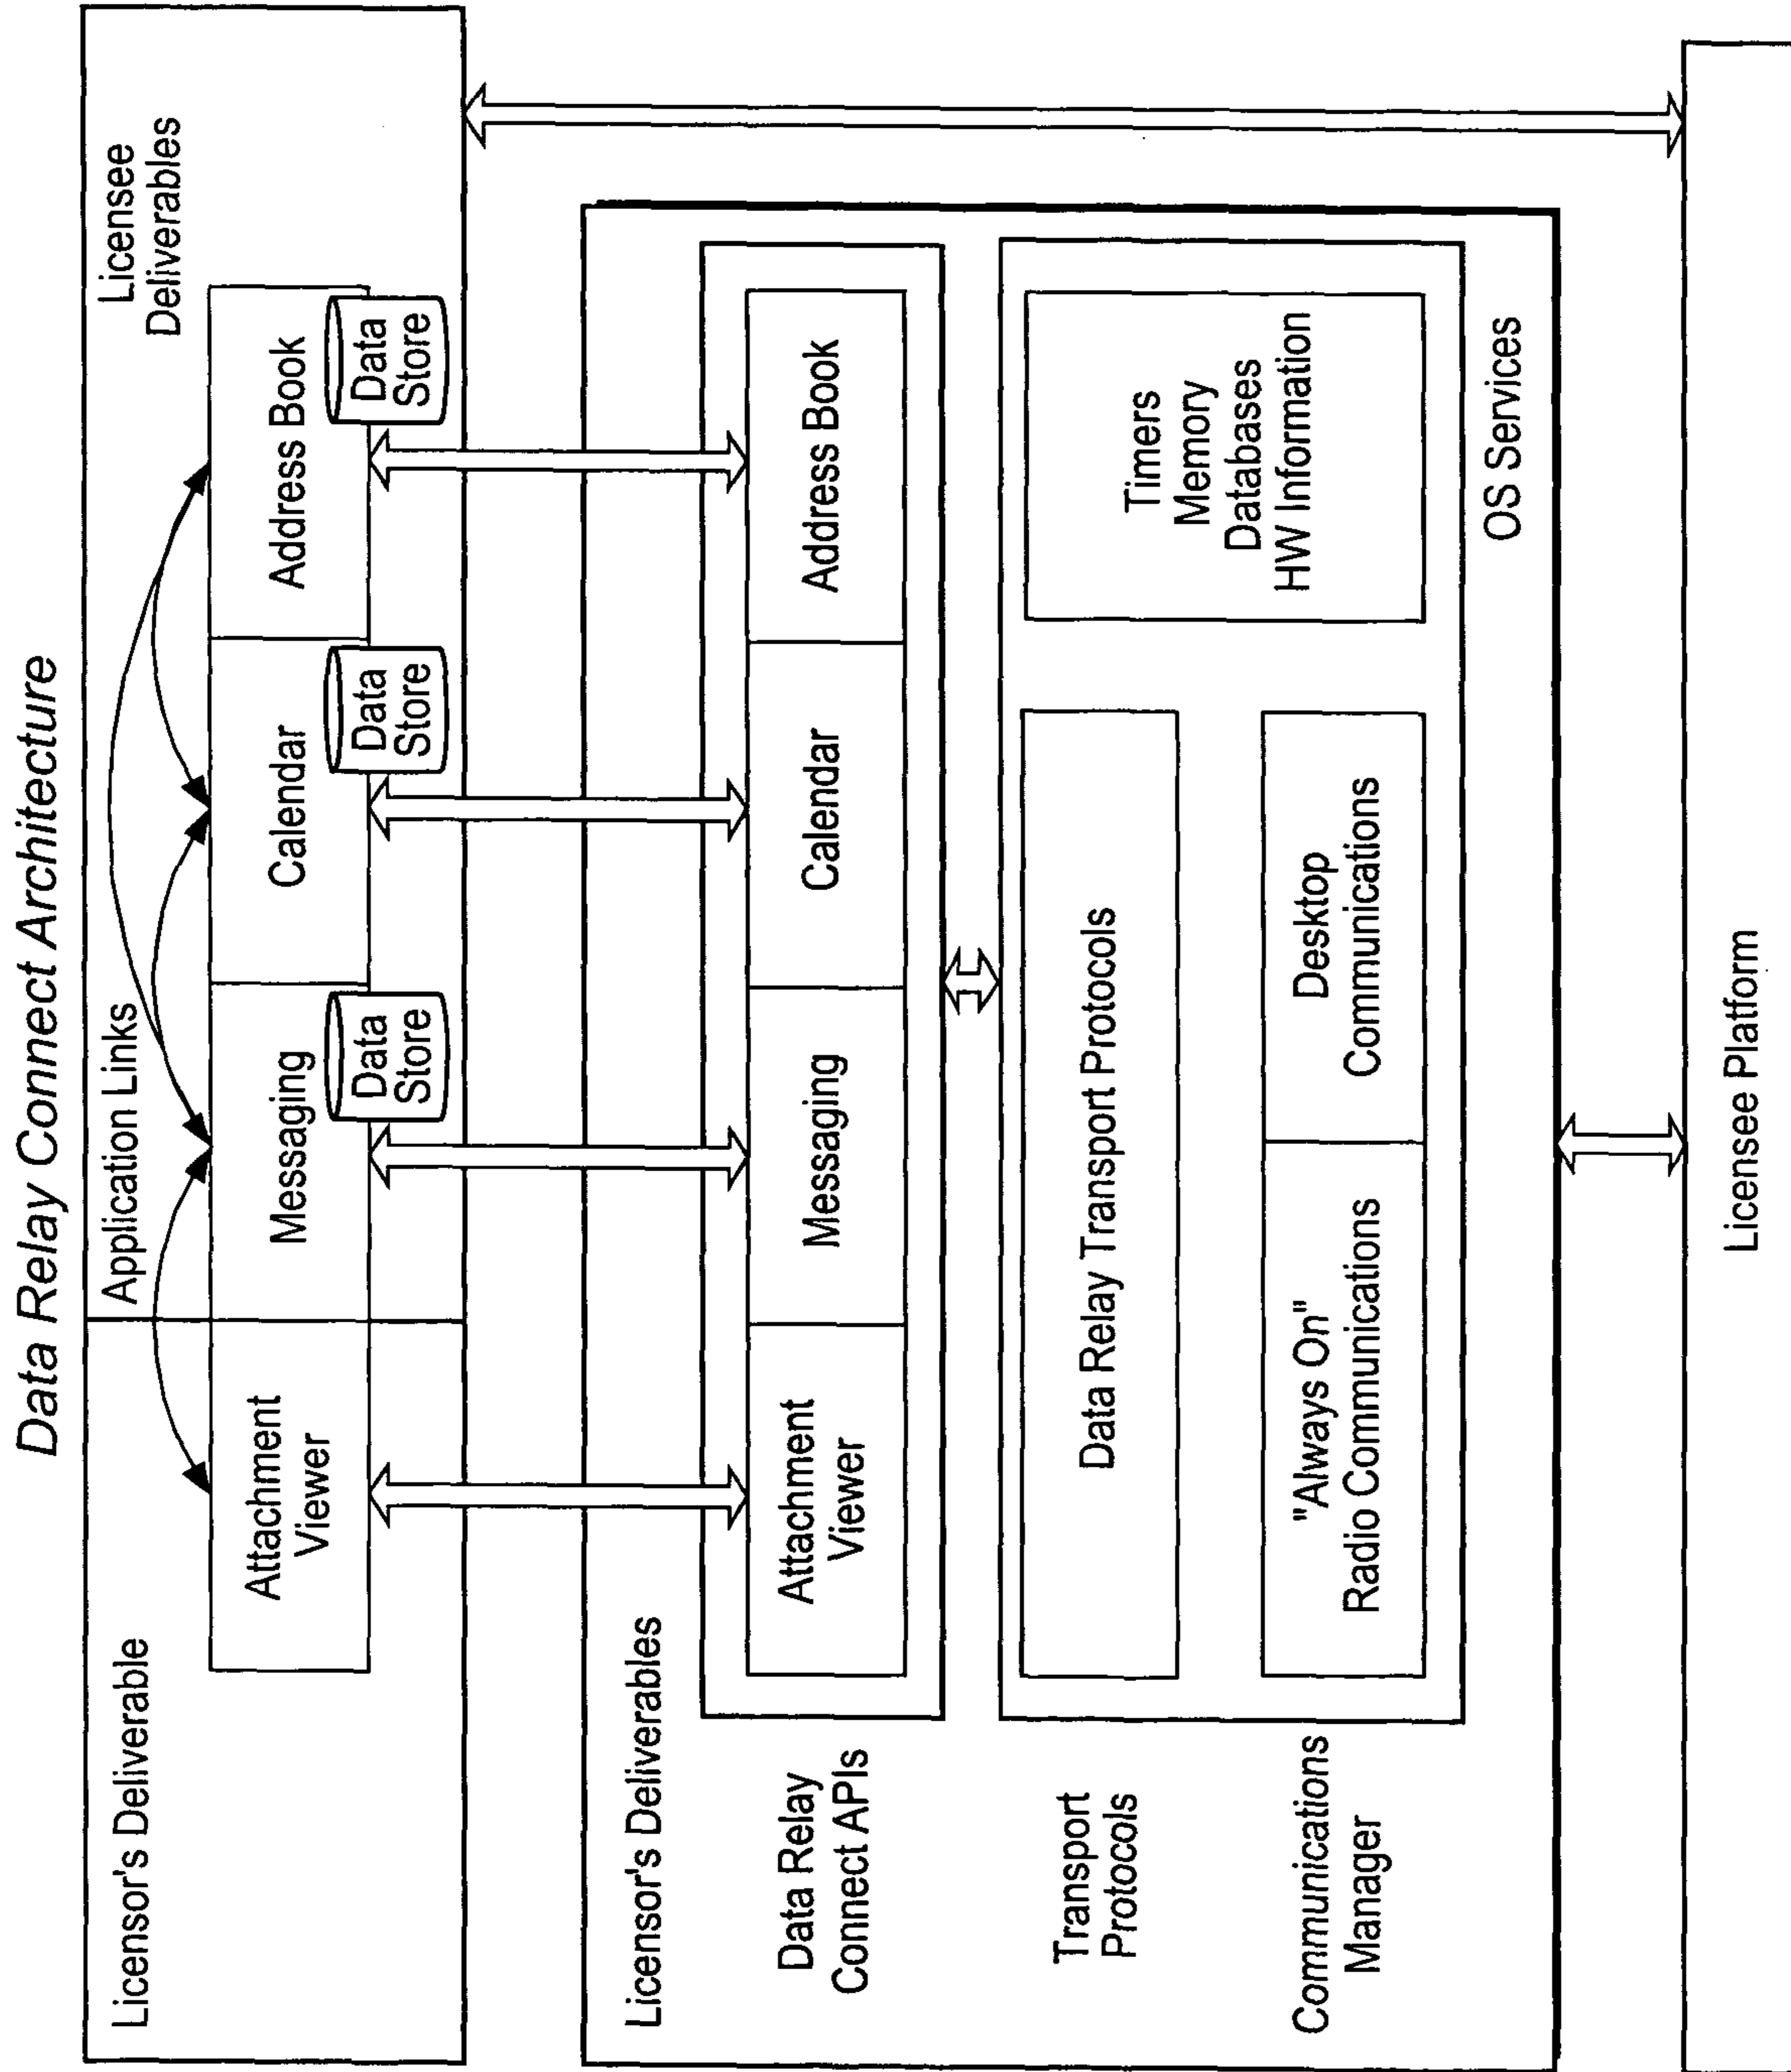 Data Relay Connect Architecture
Licensor's Deliverable
Application Links
Licensee
Deliverables
Attachment
Viewer
Messaging
Calendar
Address Book
Data
Store
Data
Store
Data
Store
Licensor's Deliverables
Data Relay
Connect APIs
Attachment
Viewer
Messaging
Calendar
Address Book
Transport
Protocols
Data Relay Transport Protocols
Timers
Memory
Databases
HW Information
Communications
Manager
"Always On"
Radio Communications
Desktop
Communications
OS Services
Licensee Platform